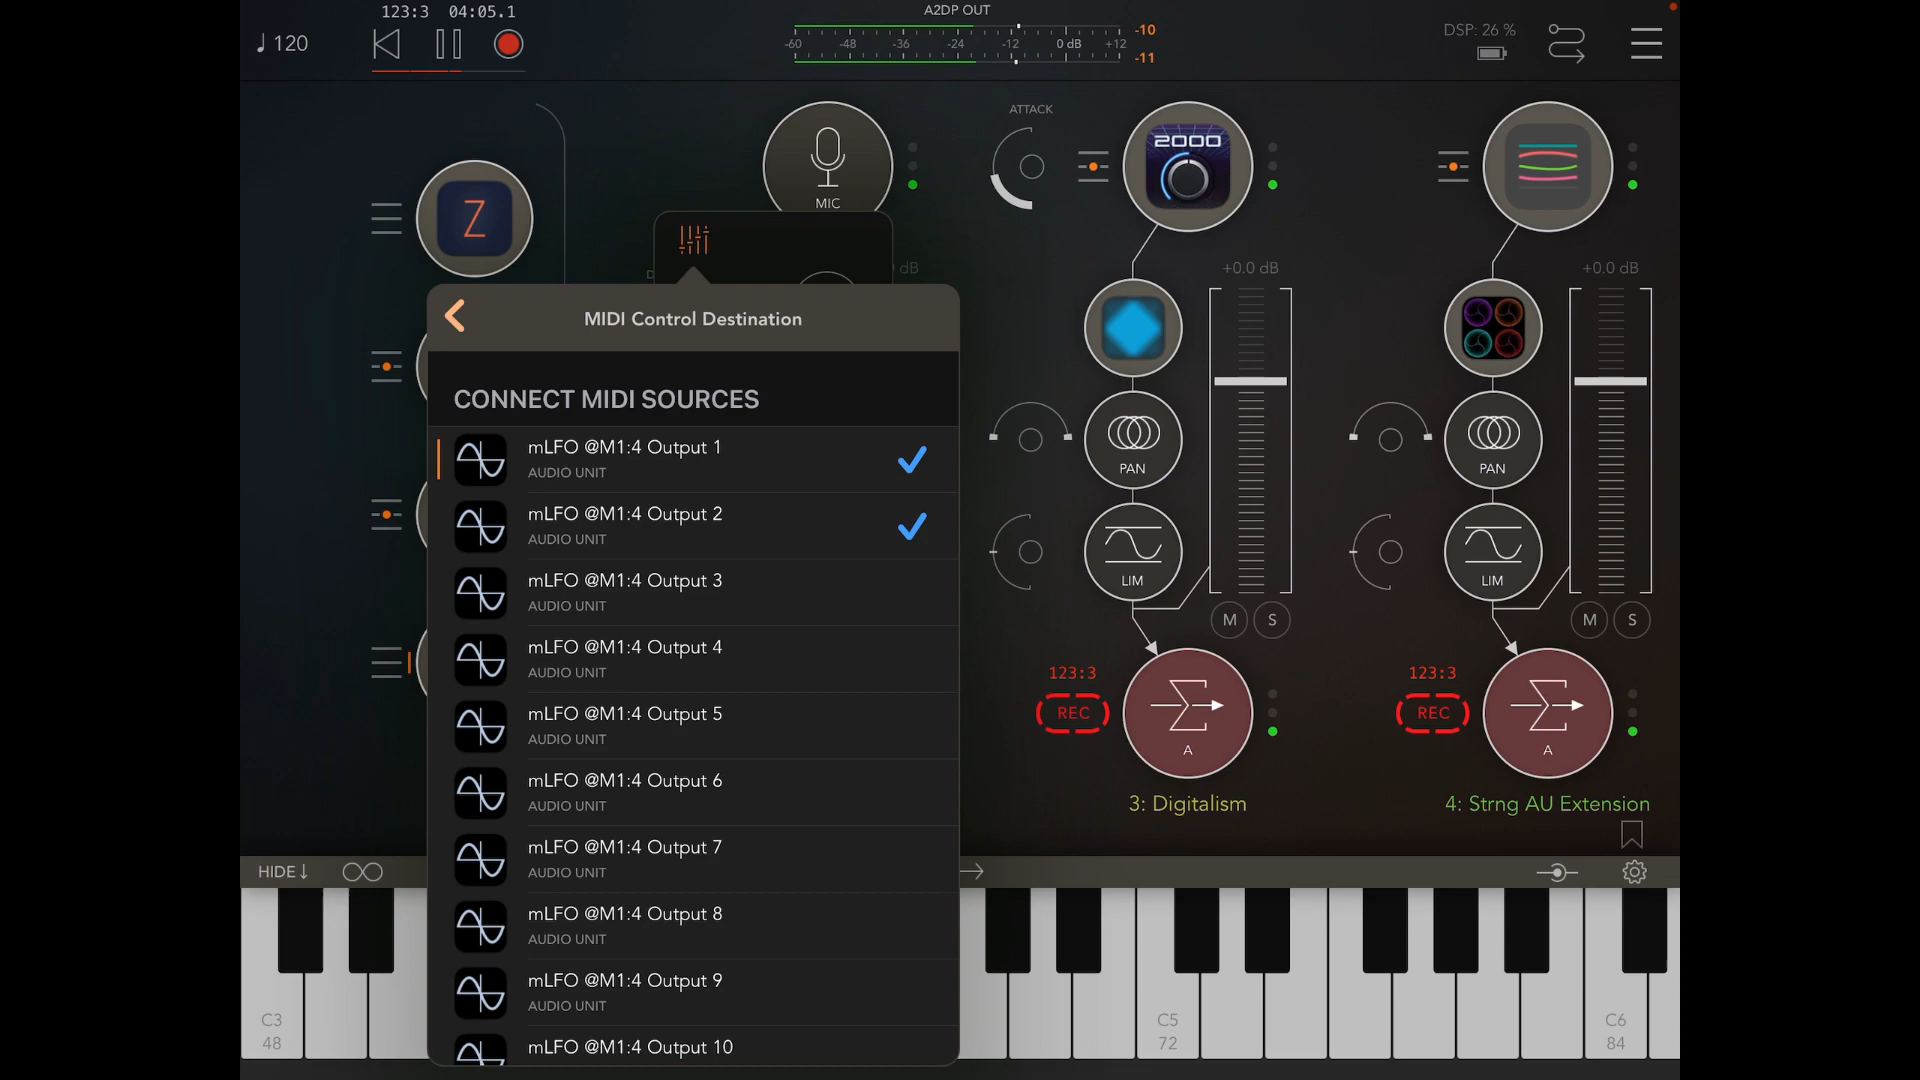 123:3 04:05.1
♩120
A2DP OUT
-60 -48 -36 -24 -12 0 dB +12
-10
-11
DSP: 26 %
Z
MIC
ATTACK
2000
dB
+0.0 dB
+0.0 dB
MIDI Control Destination
CONNECT MIDI SOURCES
mLFO @M1:4 Output 1
AUDIO UNIT
mLFO @M1:4 Output 2
AUDIO UNIT
mLFO @M1:4 Output 3
AUDIO UNIT
mLFO @M1:4 Output 4
AUDIO UNIT
mLFO @M1:4 Output 5
AUDIO UNIT
mLFO @M1:4 Output 6
AUDIO UNIT
mLFO @M1:4 Output 7
AUDIO UNIT
mLFO @M1:4 Output 8
AUDIO UNIT
mLFO @M1:4 Output 9
AUDIO UNIT
mLFO @M1:4 Output 10
PAN
LIM
M S
123:3
REC
A
3: Digitalism
PAN
LIM
M S
123:3
REC
A
4: Strng AU Extension
HIDE↓
C3
48
C5
72
C6
84